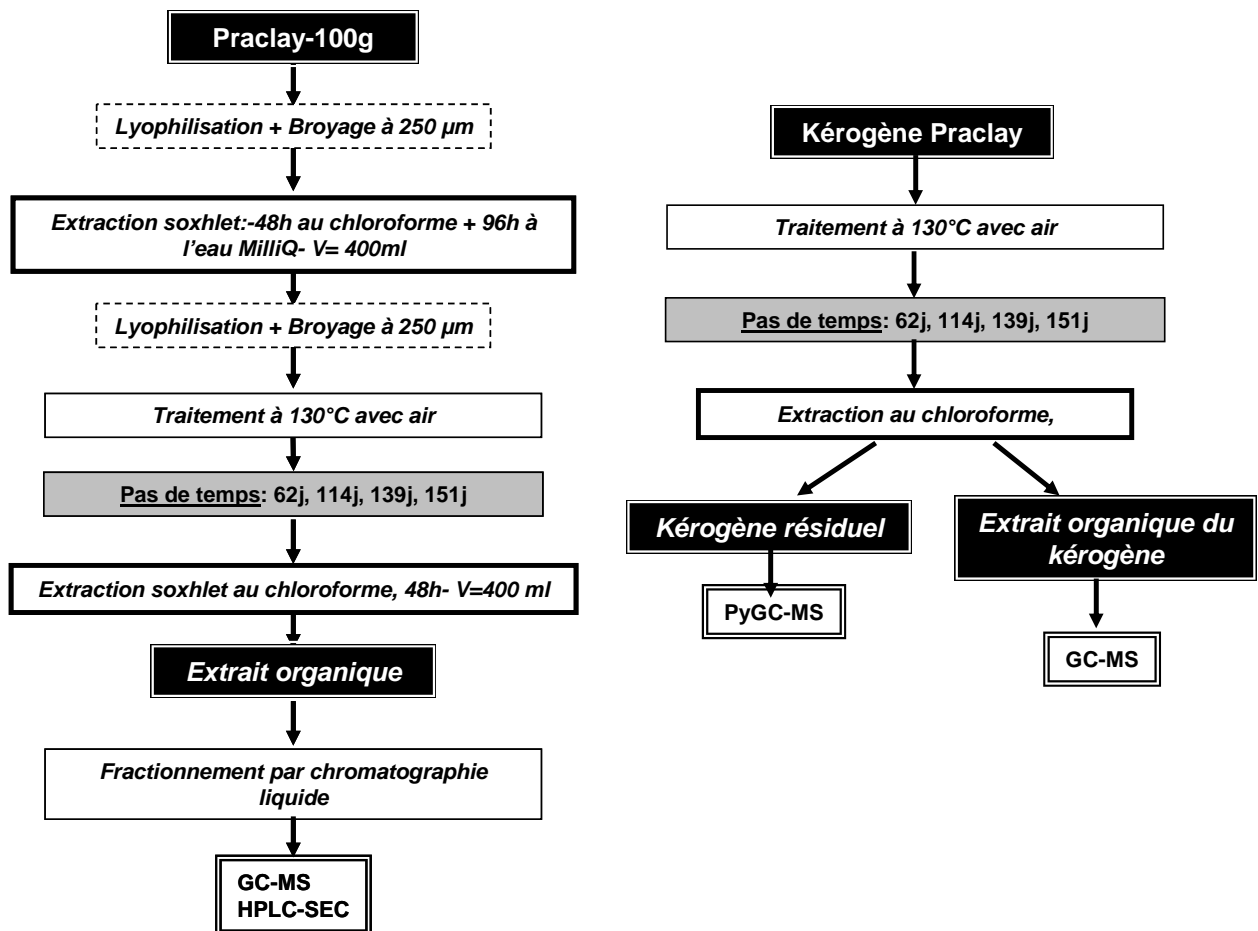 Praclay-100g
Lyophilisation + Broyage à 250 µm
Extraction soxhlet:-48h au chloroforme + 96h à
l'eau MilliQ- V= 400ml
Lyophilisation + Broyage à 250 µm
Traitement à 130°C avec air
Pas de temps: 62j, 114j, 139j, 151j
Extraction soxhlet au chloroforme, 48h- V=400 ml
Extrait organique
Fractionnement par chromatographie
liquide
GC-MS
HPLC-SEC
Kérogène Praclay
Traitement à 130°C avec air
Pas de temps: 62j, 114j, 139j, 151j
Extraction au chloroforme,
Kérogène résiduel
PyGC-MS
Extrait organique du
kérogène
GC-MS